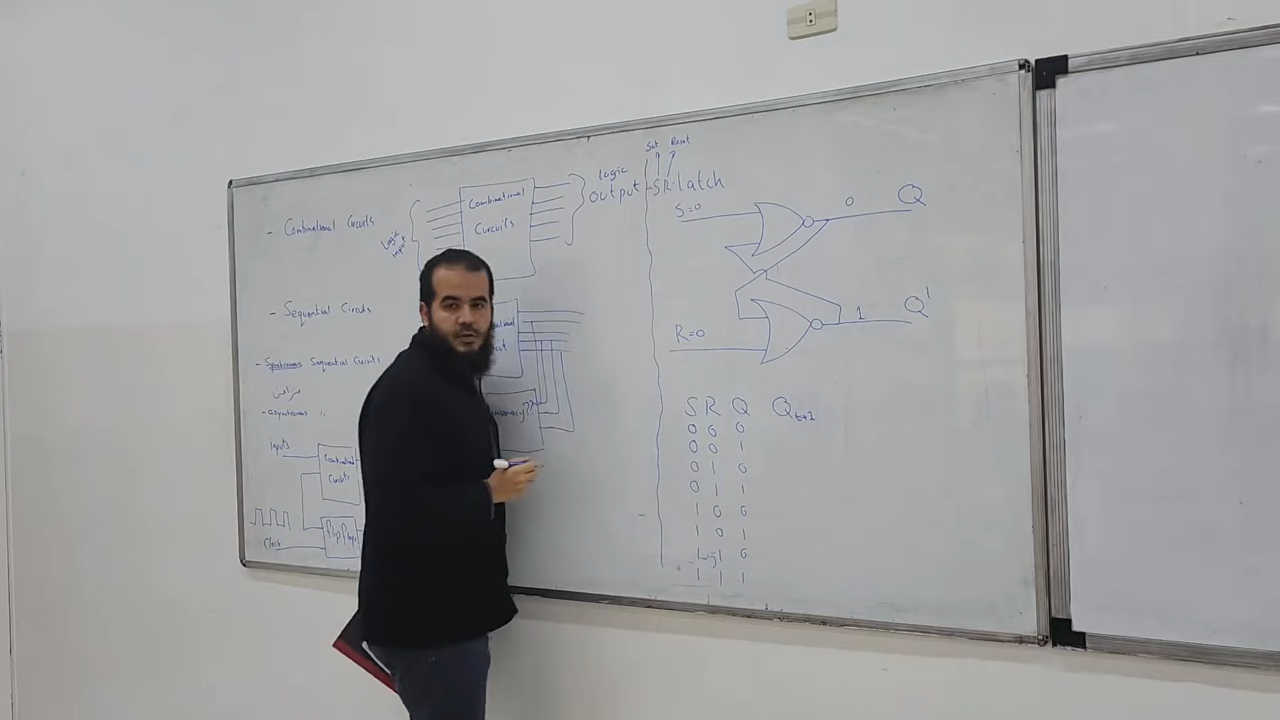 - Combinational Circuits
Logic
input
Combinational
Circuits
Logic
output
- Sequential Circuits
- Synchronous Sequential Circuits
- asynchronous "
inputs
Combinational
Circuits
Clock
Flip Flops
Set Reset
- SR-latch
S=0
0
Q
R=0
1
Q'
S R Q Qt+1
0 0 0
0 0 1
0 1 0
0 1 1
1 0 0
1 0 1
1 1 0
1 1 1